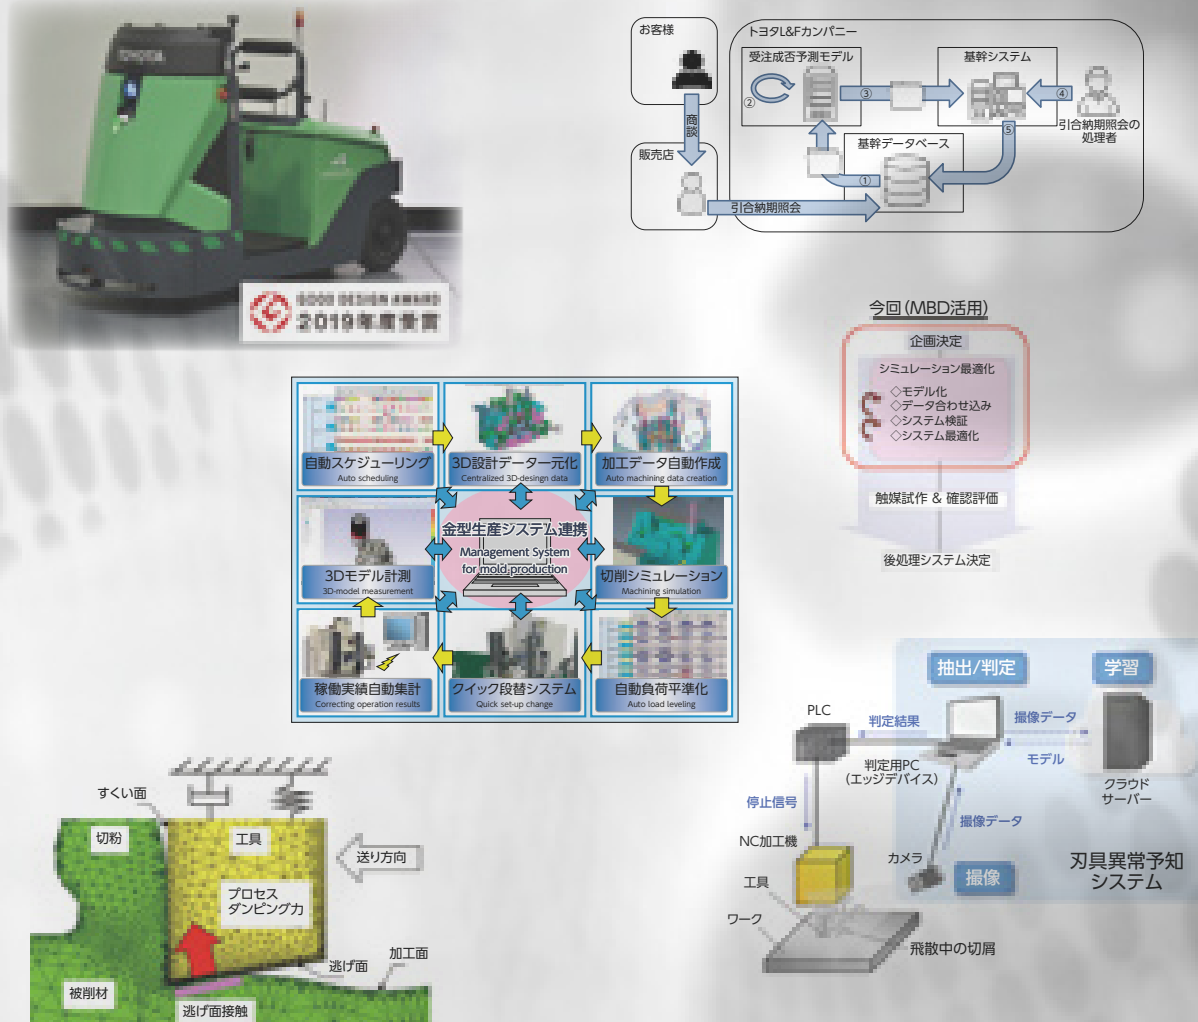 TOYOTA
GOOD DESIGN AWARD
2019年度受賞
お客様
商談
販売店
引合納期照会
トヨタL&Fカンパニー
受注成否予測モデル
基幹システム
②
③
④
引合納期照会の
処理者
⑤
基幹データベース
①
今回(MBD活用)
企画決定
シミュレーション最適化
◇モデル化
◇データ合わせ込み
◇システム検証
◇システム最適化
触媒試作 & 確認評価
後処理システム決定
自動スケジューリング
Auto scheduling
3D設計データ一元化
Centralized 3D-desingn data
加工データ自動作成
Auto machining data creation
3Dモデル計測
3D-model measurement
金型生産システム連携
Management System
for mold production
切削シミュレーション
Machining simulation
稼働実績自動集計
Correcting operation results
クイック段替システム
Quick set-up change
自動負荷平準化
Auto load leveling
すくい面
切粉
工具
送り方向
プロセス
ダンピング力
逃げ面
加工面
被削材
逃げ面接触
抽出/判定
学習
PLC
判定結果
撮像データ
モデル
判定用PC
(エッジデバイス)
クラウド
サーバー
停止信号
撮像データ
NC加工機
カメラ
撮像
刃具異常予知
システム
工具
ワーク
飛散中の切屑